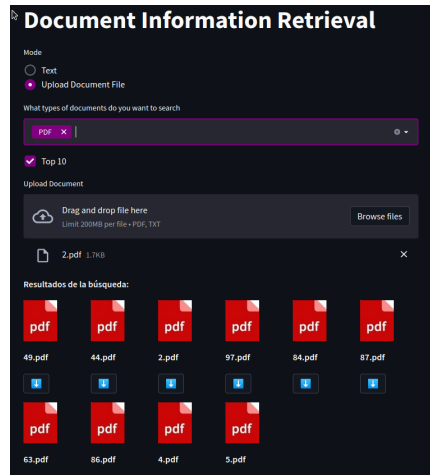 Document Information Retrieval
Mode
Text
Upload Document File
What types of documents do you want to search
PDF
Top 10
Upload Document
Drag and drop file here
Limit 200MB per file • PDF, TXT
Browse files
2.pdf 1.7KB
Resultados de la búsqueda:
pdf pdf pdf pdf pdf pdf
49.pdf 44.pdf 2.pdf 97.pdf 84.pdf 87.pdf
pdf pdf pdf pdf
63.pdf 86.pdf 4.pdf 5.pdf